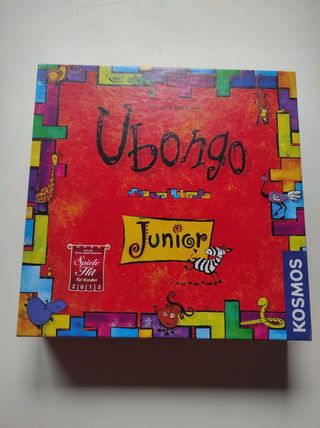 Ubongo
Junior
Spiele
Hit
für Kinder
2012
KOSMOS